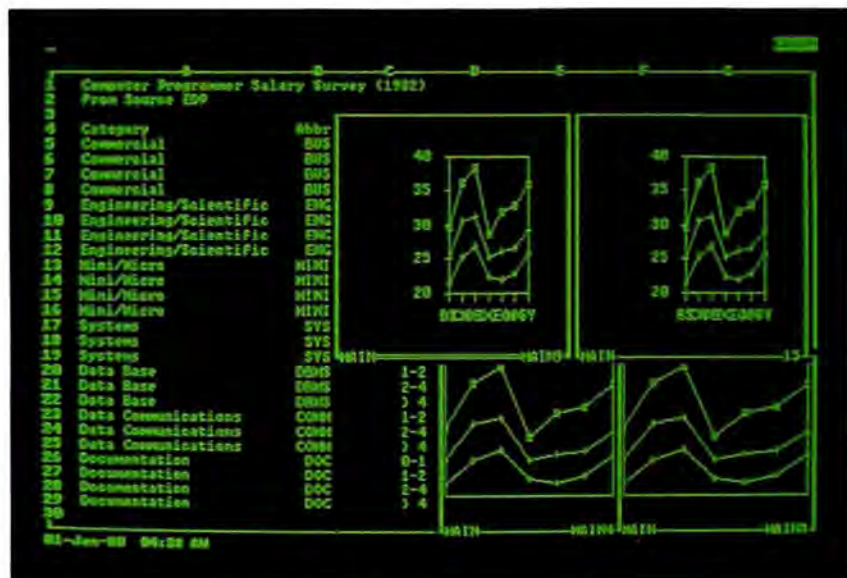 A B C D E F G
1 Computer Programmer Salary Survey (1982)
2 From Source EDP
3
4 Category Abbr
5 Commercial BUS
6 Commercial BUS
7 Commercial BUS
8 Commercial BUS
9 Engineering/Scientific ENG
10 Engineering/Scientific ENG
11 Engineering/Scientific ENG
12 Engineering/Scientific ENG
13 Mini/Micro MINI
14 Mini/Micro MINI
15 Mini/Micro MINI
16 Mini/Micro MINI
17 Systems SYS
18 Systems SYS
19 Systems SYS
20 Data Base DBMS 1-2
21 Data Base DBMS 2-4
22 Data Base DBMS > 4
23 Data Communications COMM 1-2
24 Data Communications COMM 2-4
25 Data Communications COMM > 4
26 Documentation DOC 0-1
27 Documentation DOC 1-2
28 Documentation DOC 2-4
29 Documentation DOC > 4
30
40
35
30
25
20
MAIN
40
35
30
25
20
MAIN
MAIN
MAIN
01-Jan-80 AM